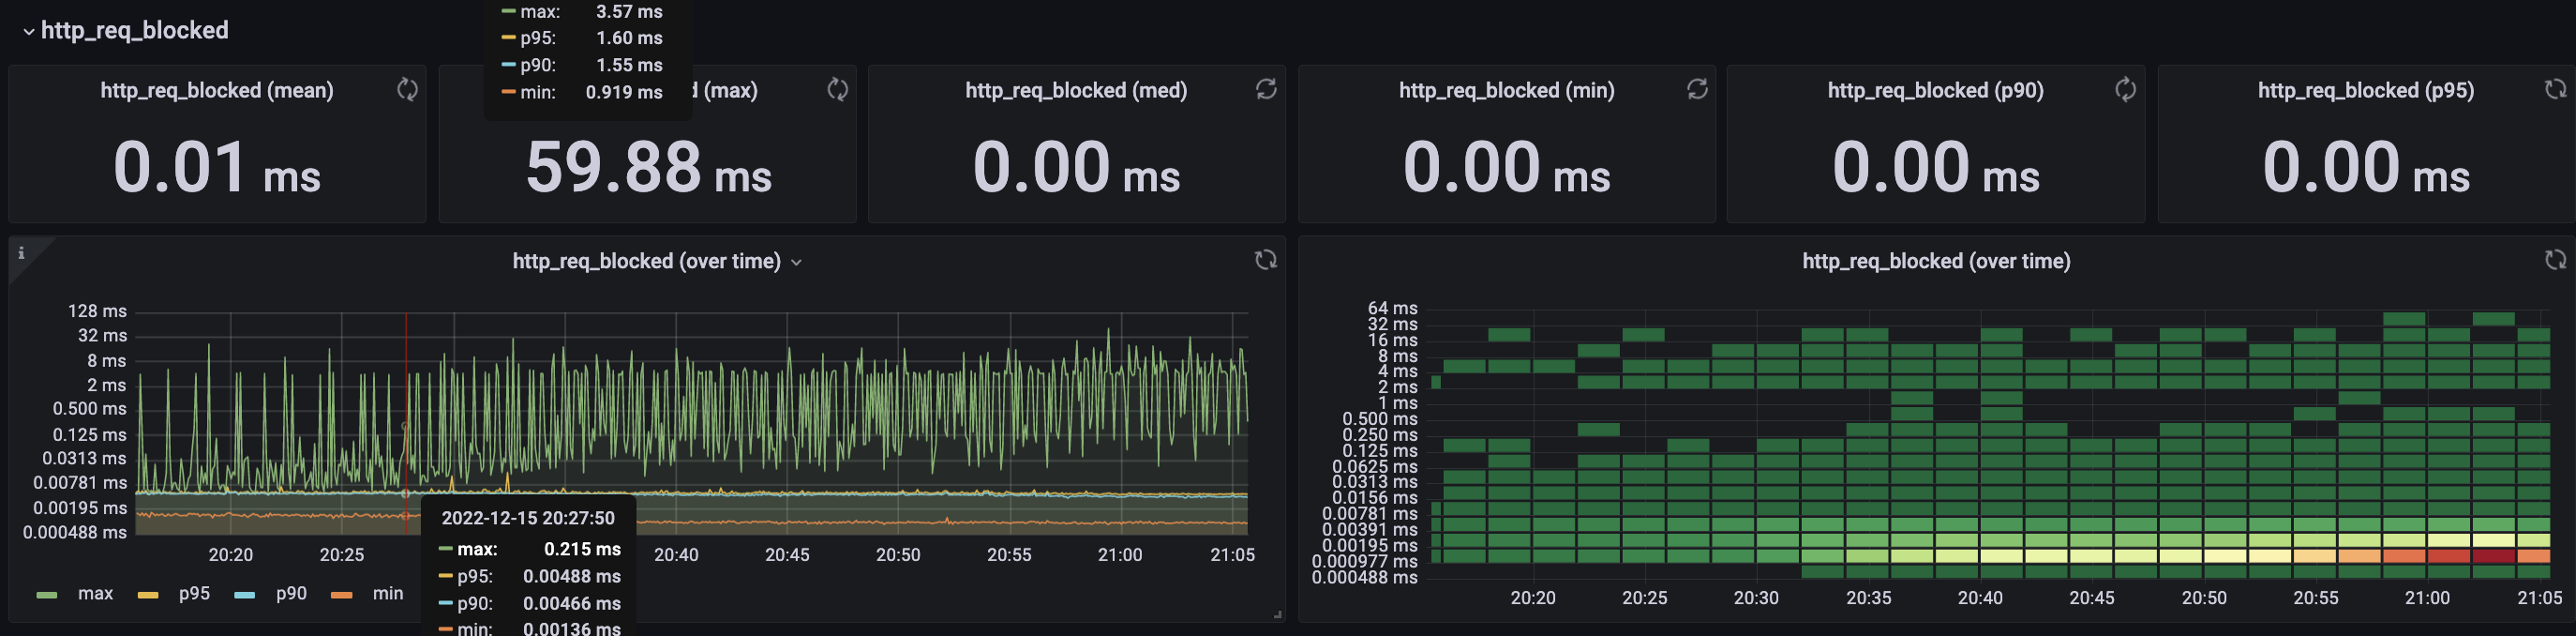 max: 3.57 ms
http_req_blocked
p95: 1.60 ms
p90: 1.55 ms
min: 0.919 ms
http_req_blocked (mean)
d (max)
http_req_blocked (med)
http_req_blocked (min)
http_req_blocked (p90)
http_req_blocked (p95)
0.01 ms
59.88 ms
0.00 ms
0.00 ms
0.00 ms
0.00 ms
i
http_req_blocked (over time)
128 ms
32 ms
8 ms
2 ms
0.500 ms
0.125 ms
0.0313 ms
0.00781 ms
0.00195 ms
0.000488 ms
20:20
20:25
20:40
20:45
20:50
20:55
21:00
21:05
max
p95
p90
min
2022-12-15 20:27:50
max: 0.215 ms
p95: 0.00488 ms
p90: 0.00466 ms
min: 0.00136 ms
http_req_blocked (over time)
64 ms
32 ms
16 ms
8 ms
4 ms
2 ms
1 ms
0.500 ms
0.250 ms
0.125 ms
0.0625 ms
0.0313 ms
0.0156 ms
0.00781 ms
0.00391 ms
0.00195 ms
0.000977 ms
0.000488 ms
20:20
20:25
20:30
20:35
20:40
20:45
20:50
20:55
21:00
21:05